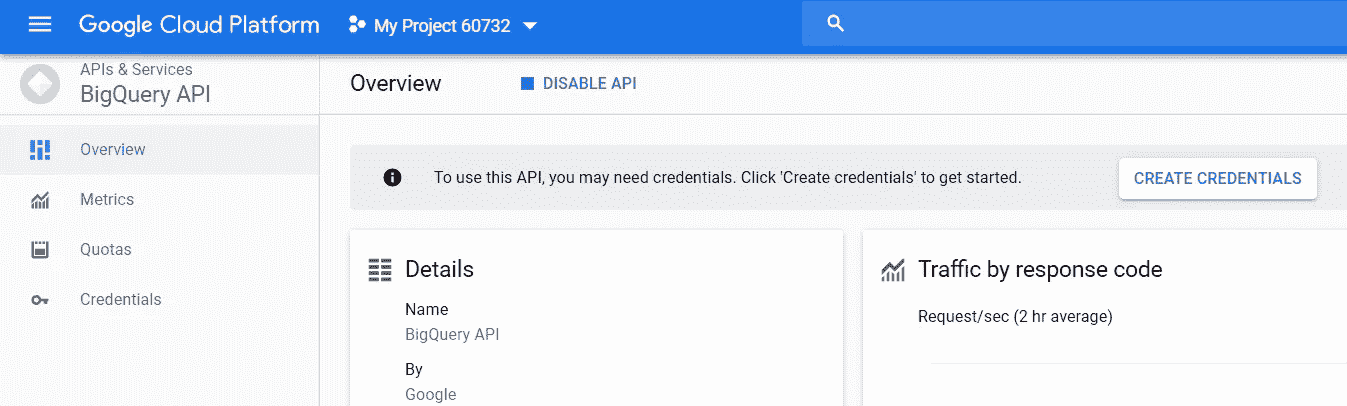 Google Cloud Platform
My Project 60732
APIs & Services
BigQuery API
Overview
DISABLE API
Overview
Metrics
Quotas
Credentials
To use this API, you may need credentials. Click 'Create credentials' to get started.
CREATE CREDENTIALS
Details
Name
BigQuery API
By
Google
Traffic by response code
Request/sec (2 hr average)